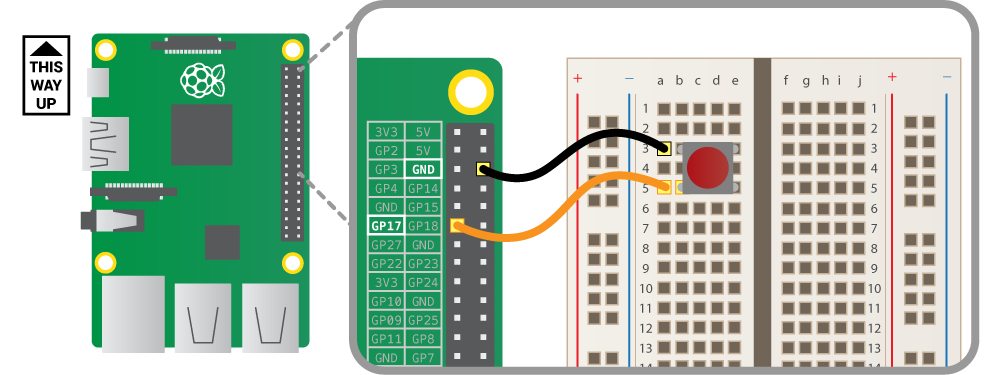 THIS
WAY
UP
3V3 5V
GP2 5V
GP3 GND
GP4 GP14
GND GP15
GP17 GP18
GP27 GND
GP22 GP23
3V3 GP24
GP10 GND
GP09 GP25
GP11 GP8
GND GP7
+ − a b c d e f g h i j + −
1 1
2 2
3 3
4 4
5 5
6 6
7 7
8 8
9 9
10 10
11 11
12 12
13 13
14 14